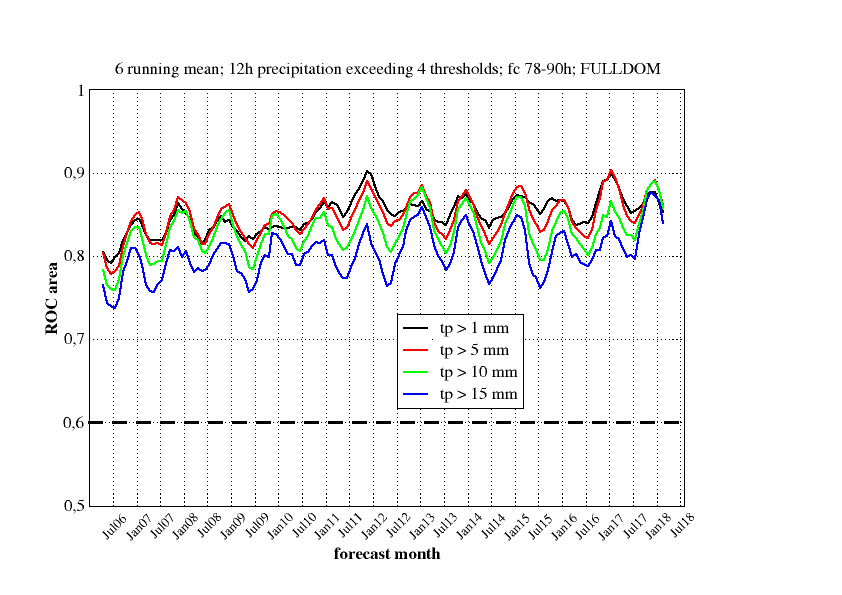 6 running mean; 12h precipitation exceeding 4 thresholds; fc 78-90h; FULLDOM
1
0,9
0,8
0,7
0,6
0,5
ROC area
tp > 1 mm
tp > 5 mm
tp > 10 mm
tp > 15 mm
Jul06 Jan07 Jul07 Jan08 Jul08 Jan09 Jul09 Jan10 Jul10 Jan11 Jul11 Jan12 Jul12 Jan13 Jul13 Jan14 Jul14 Jan15 Jul15 Jan16 Jul16 Jan17 Jul17 Jan18 Jul18
forecast month